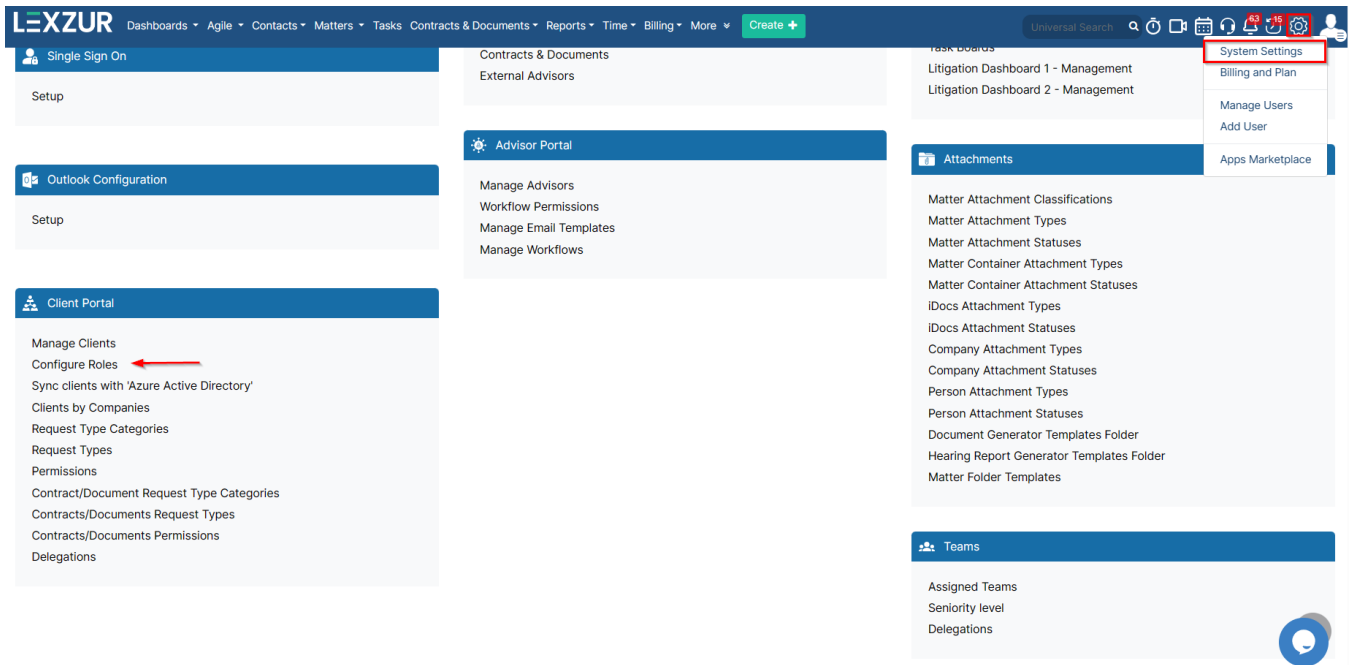 LEXZUR Dashboards Agile Contacts Matters Tasks Contracts & Documents Reports Time Billing More Create + Universal Search 63 15
System Settings
Billing and Plan
Manage Users
Add User
Apps Marketplace
Single Sign On
Setup
Outlook Configuration
Setup
Client Portal
Manage Clients
Configure Roles
Sync clients with 'Azure Active Directory'
Clients by Companies
Request Type Categories
Request Types
Permissions
Contract/Document Request Type Categories
Contracts/Documents Request Types
Contracts/Documents Permissions
Delegations
Contracts & Documents
External Advisors
Advisor Portal
Manage Advisors
Workflow Permissions
Manage Email Templates
Manage Workflows
Task Boards
Litigation Dashboard 1 - Management
Litigation Dashboard 2 - Management
Attachments
Matter Attachment Classifications
Matter Attachment Types
Matter Attachment Statuses
Matter Container Attachment Types
Matter Container Attachment Statuses
iDocs Attachment Types
iDocs Attachment Statuses
Company Attachment Types
Company Attachment Statuses
Person Attachment Types
Person Attachment Statuses
Document Generator Templates Folder
Hearing Report Generator Templates Folder
Matter Folder Templates
Teams
Assigned Teams
Seniority level
Delegations